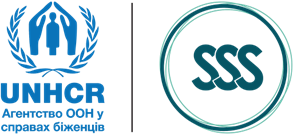 UNHCR
Агентство ООН у
справах біженців
SSS